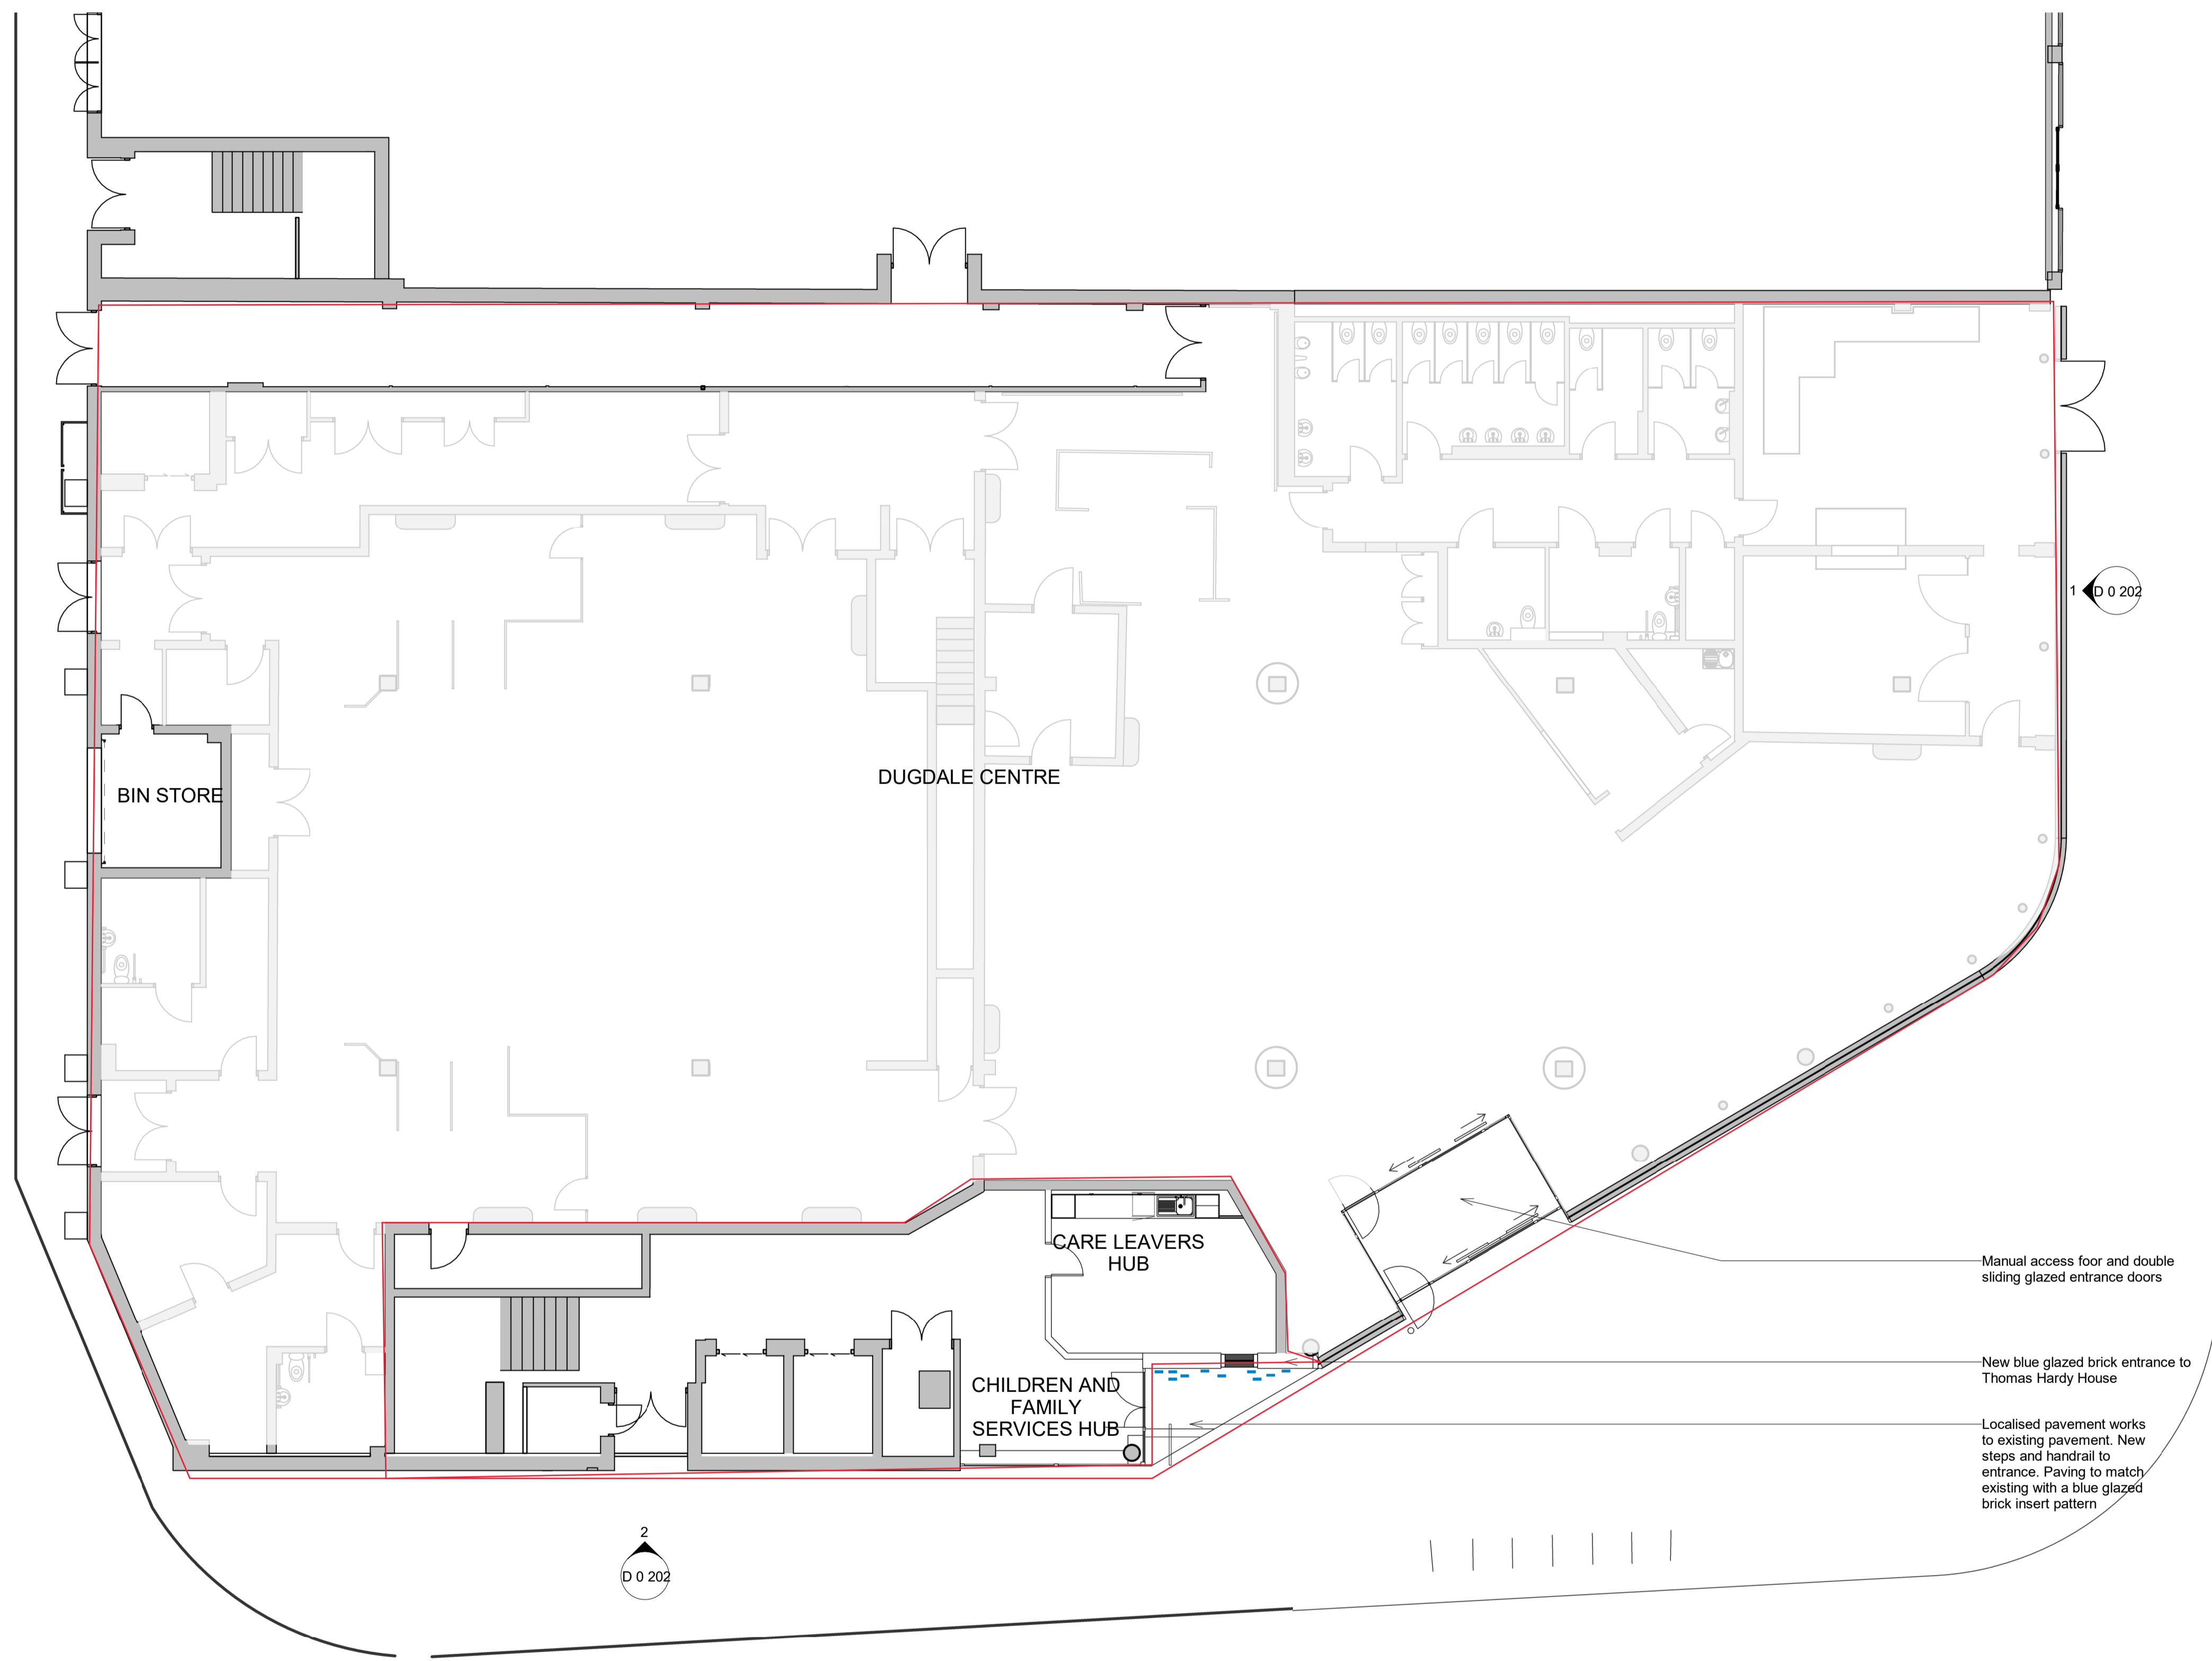 1
D 0 202
DUGDALE CENTRE
BIN STORE
CARE LEAVERS
HUB
Manual access foor and double
sliding glazed entrance doors
New blue glazed brick entrance to
Thomas Hardy House
CHILDREN AND
FAMILY
SERVICES HUB
Localised pavement works
to existing pavement. New
steps and handrail to
entrance. Paving to match
existing with a blue glazed
brick insert pattern
2
D 0 202